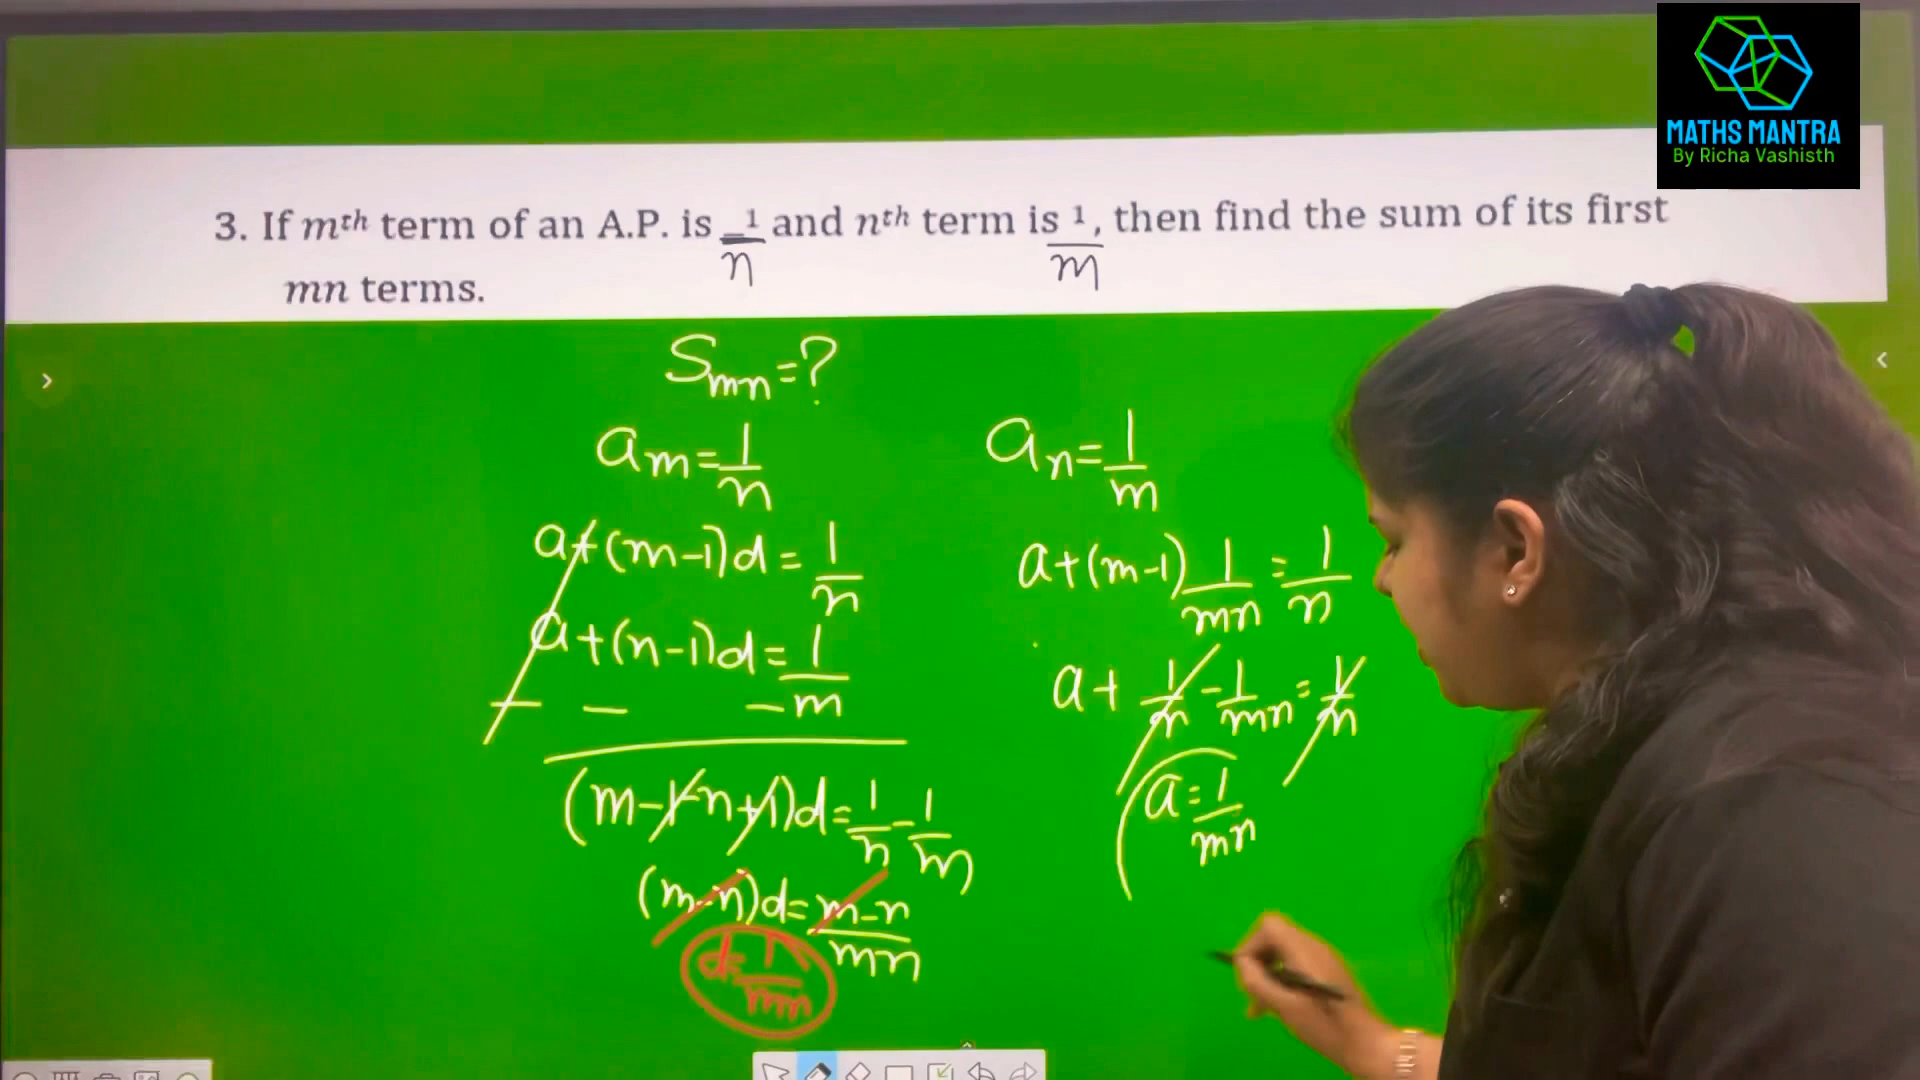 MATHS MANTRA
By Richa Vashisth
3. If mᵗʰ term of an A.P. is 1/n and nᵗʰ term is 1/m, then find the sum of its first
mn terms.
Sₘₙ = ?
aₘ = 1/n
a + (m-1)d = 1/n
a + (n-1)d = 1/m
- - -
(m-1-n+1)d = 1/n - 1/m
(m-n)d = m-n/mn
d = 1/mn
aₙ = 1/m
a + (m-1) 1/mn = 1/n
a + 1/n - 1/mn = 1/n
a = 1/mn